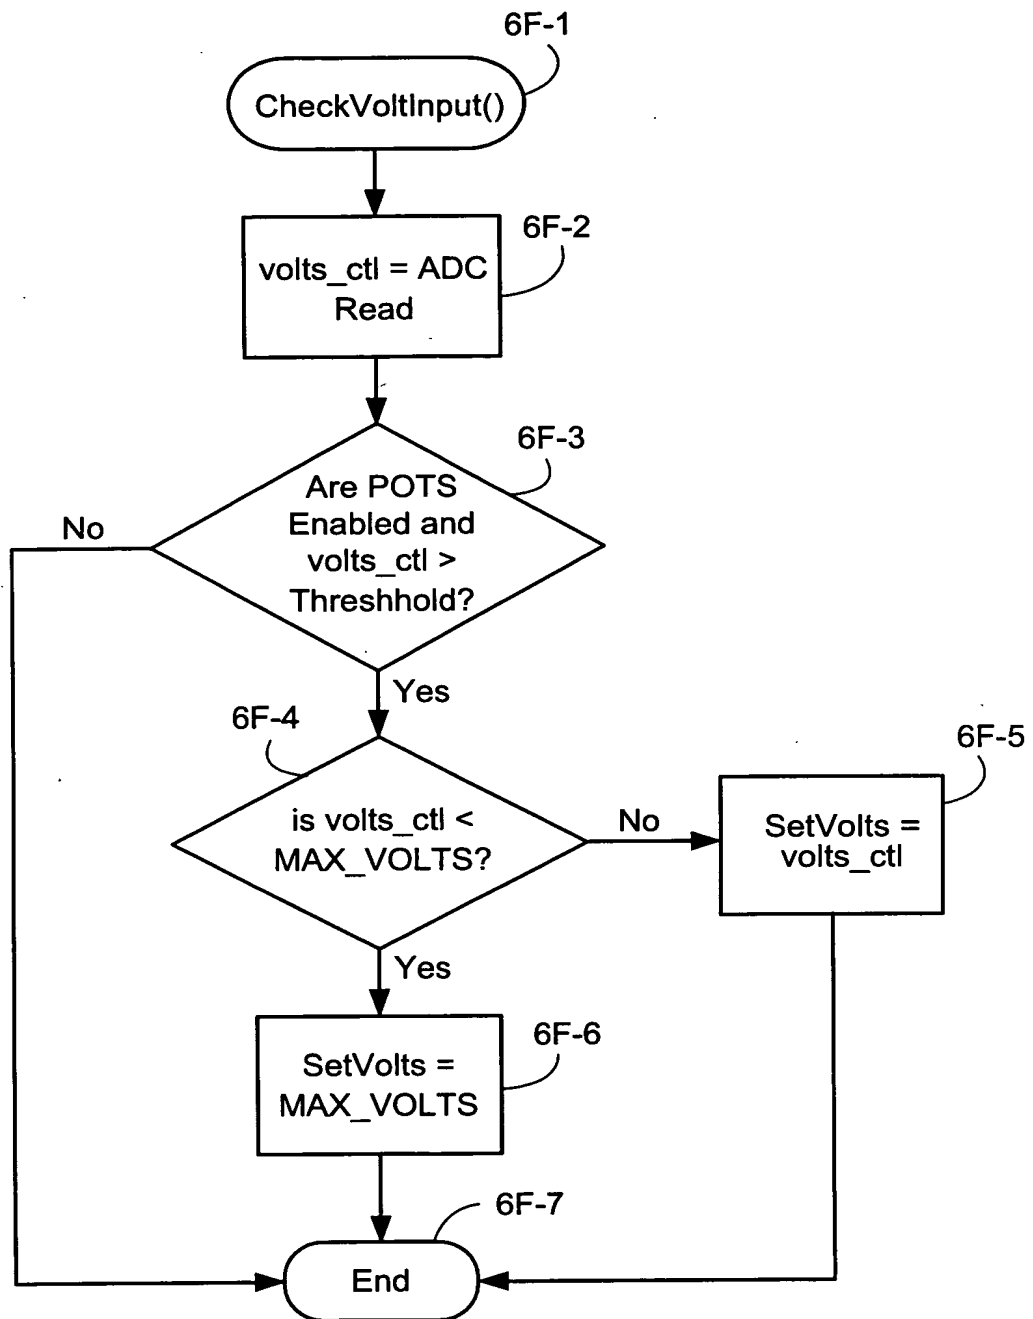 6F-1
CheckVoltInput()
6F-2
volts_ctl = ADC
Read
6F-3
Are POTS
Enabled and
volts_ctl >
Threshhold?
No
Yes
6F-4
is volts_ctl <
MAX_VOLTS?
No
6F-5
SetVolts =
volts_ctl
Yes
6F-6
SetVolts =
MAX_VOLTS
6F-7
End